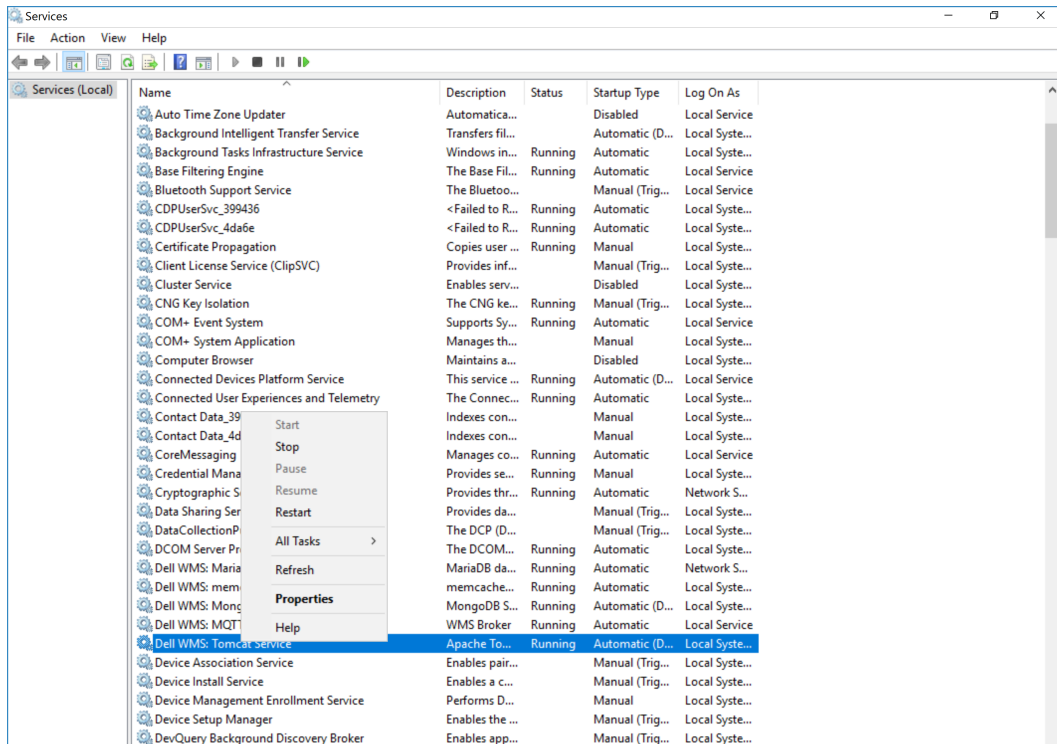 Services
File Action View Help
Services (Local)
Name Description Status Startup Type Log On As
Auto Time Zone Updater Automatica... Disabled Local Service
Background Intelligent Transfer Service Transfers fil... Automatic (D... Local Syste...
Background Tasks Infrastructure Service Windows in... Running Automatic Local Syste...
Base Filtering Engine The Base Fil... Running Automatic Local Service
Bluetooth Support Service The Bluetoo... Manual (Trig... Local Service
CDPUserSvc_399436 <Failed to R... Running Automatic Local Syste...
CDPUserSvc_4da6e <Failed to R... Running Automatic Local Syste...
Certificate Propagation Copies user ... Running Manual Local Syste...
Client License Service (ClipSVC) Provides inf... Manual (Trig... Local Syste...
Cluster Service Enables serv... Disabled Local Syste...
CNG Key Isolation The CNG ke... Running Manual (Trig... Local Syste...
COM+ Event System Supports Sy... Running Automatic Local Service
COM+ System Application Manages th... Manual Local Syste...
Computer Browser Maintains a... Disabled Local Syste...
Connected Devices Platform Service This service ... Running Automatic (D... Local Service
Connected User Experiences and Telemetry The Connec... Running Automatic Local Syste...
Contact Data_39 Indexes con... Manual Local Syste...
Contact Data_4d Indexes con... Manual Local Syste...
CoreMessaging Manages co... Running Automatic Local Service
Credential Mana Provides se... Running Manual Local Syste...
Cryptographic S Provides thr... Running Automatic Network S...
Data Sharing Ser Provides da... Manual (Trig... Local Syste...
DataCollectionP The DCP (D... Manual (Trig... Local Syste...
DCOM Server Pr The DCOM... Running Automatic Local Syste...
Dell WMS: Maria MariaDB da... Running Automatic Network S...
Dell WMS: mem memcache... Running Automatic Local Syste...
Dell WMS: Mong MongoDB S... Running Automatic (D... Local Syste...
Dell WMS: MQT WMS Broker Running Automatic Local Service
Dell WMS: Tomcat Service Apache To... Running Automatic (D... Local Syste...
Device Association Service Enables pair... Manual (Trig... Local Syste...
Device Install Service Enables a c... Manual (Trig... Local Syste...
Device Management Enrollment Service Performs D... Manual Local Syste...
Device Setup Manager Enables the ... Manual (Trig... Local Syste...
DevQuery Background Discovery Broker Enables app... Manual (Trig... Local Syste...
Start
Stop
Pause
Resume
Restart
All Tasks
Refresh
Properties
Help